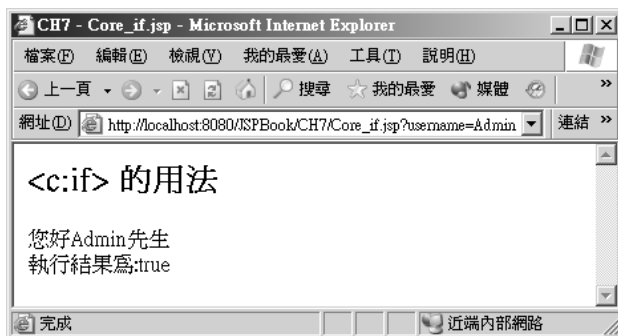 CH7 - Core_if.jsp - Microsoft Internet Explorer
檔案(F) 編輯(E) 檢視(V) 我的最愛(A) 工具(T) 說明(H)
上一頁 搜尋 我的最愛 媒體 »
網址(D) http://localhost:8080/JSPBook/CH7/Core_if.jsp?username=Admin 連結 »
<c:if> 的用法
您好Admin先生
執行結果為:true
完成 近端內部網路